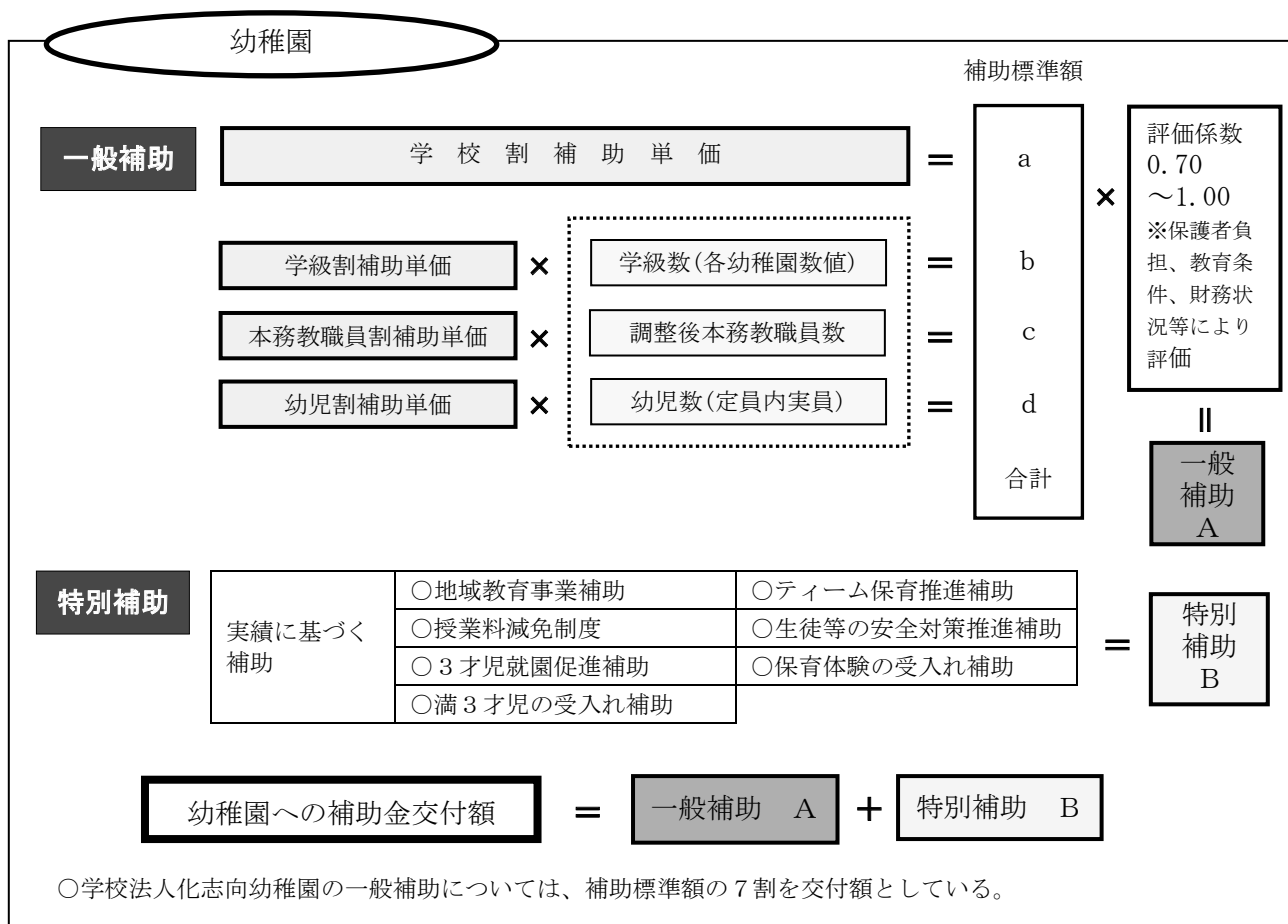 幼稚園
補助標準額
一般補助
学校割補助単価
＝
a
×
評価係数
0.70
～1.00
※保護者負
担、教育条
件、財務状
況等により
評価
学級割補助単価
×
学級数(各幼稚園数値)
＝
b
本務教職員割補助単価
×
調整後本務教職員数
＝
c
幼児割補助単価
×
幼児数(定員内実員)
＝
d
合計
＝
一般
補助
A
特別補助
実績に基づく
補助
○地域教育事業補助
○ティーム保育推進補助
○授業料減免制度
○生徒等の安全対策推進補助
○３才児就園促進補助
○保育体験の受入れ補助
○満３才児の受入れ補助
＝
特別
補助
B
幼稚園への補助金交付額 ＝ 一般補助　A ＋ 特別補助　B
○学校法人化志向幼稚園の一般補助については、補助標準額の７割を交付額としている。